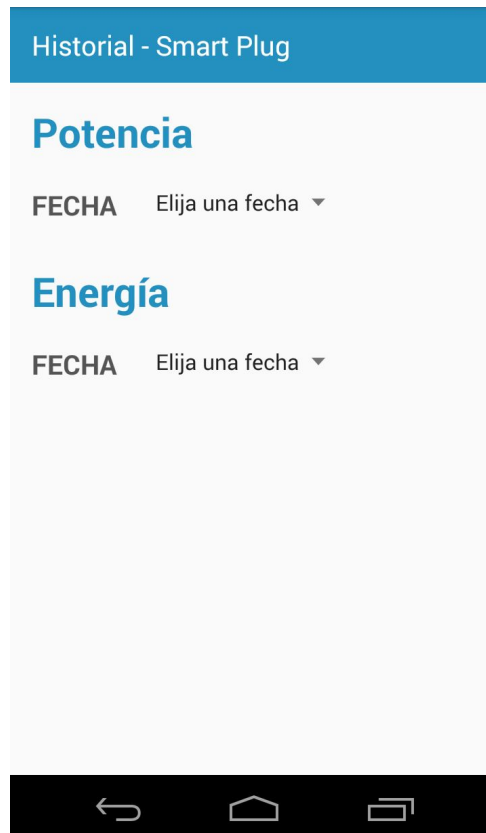 Historial - Smart Plug
Potencia
FECHA Elija una fecha
Energía
FECHA Elija una fecha